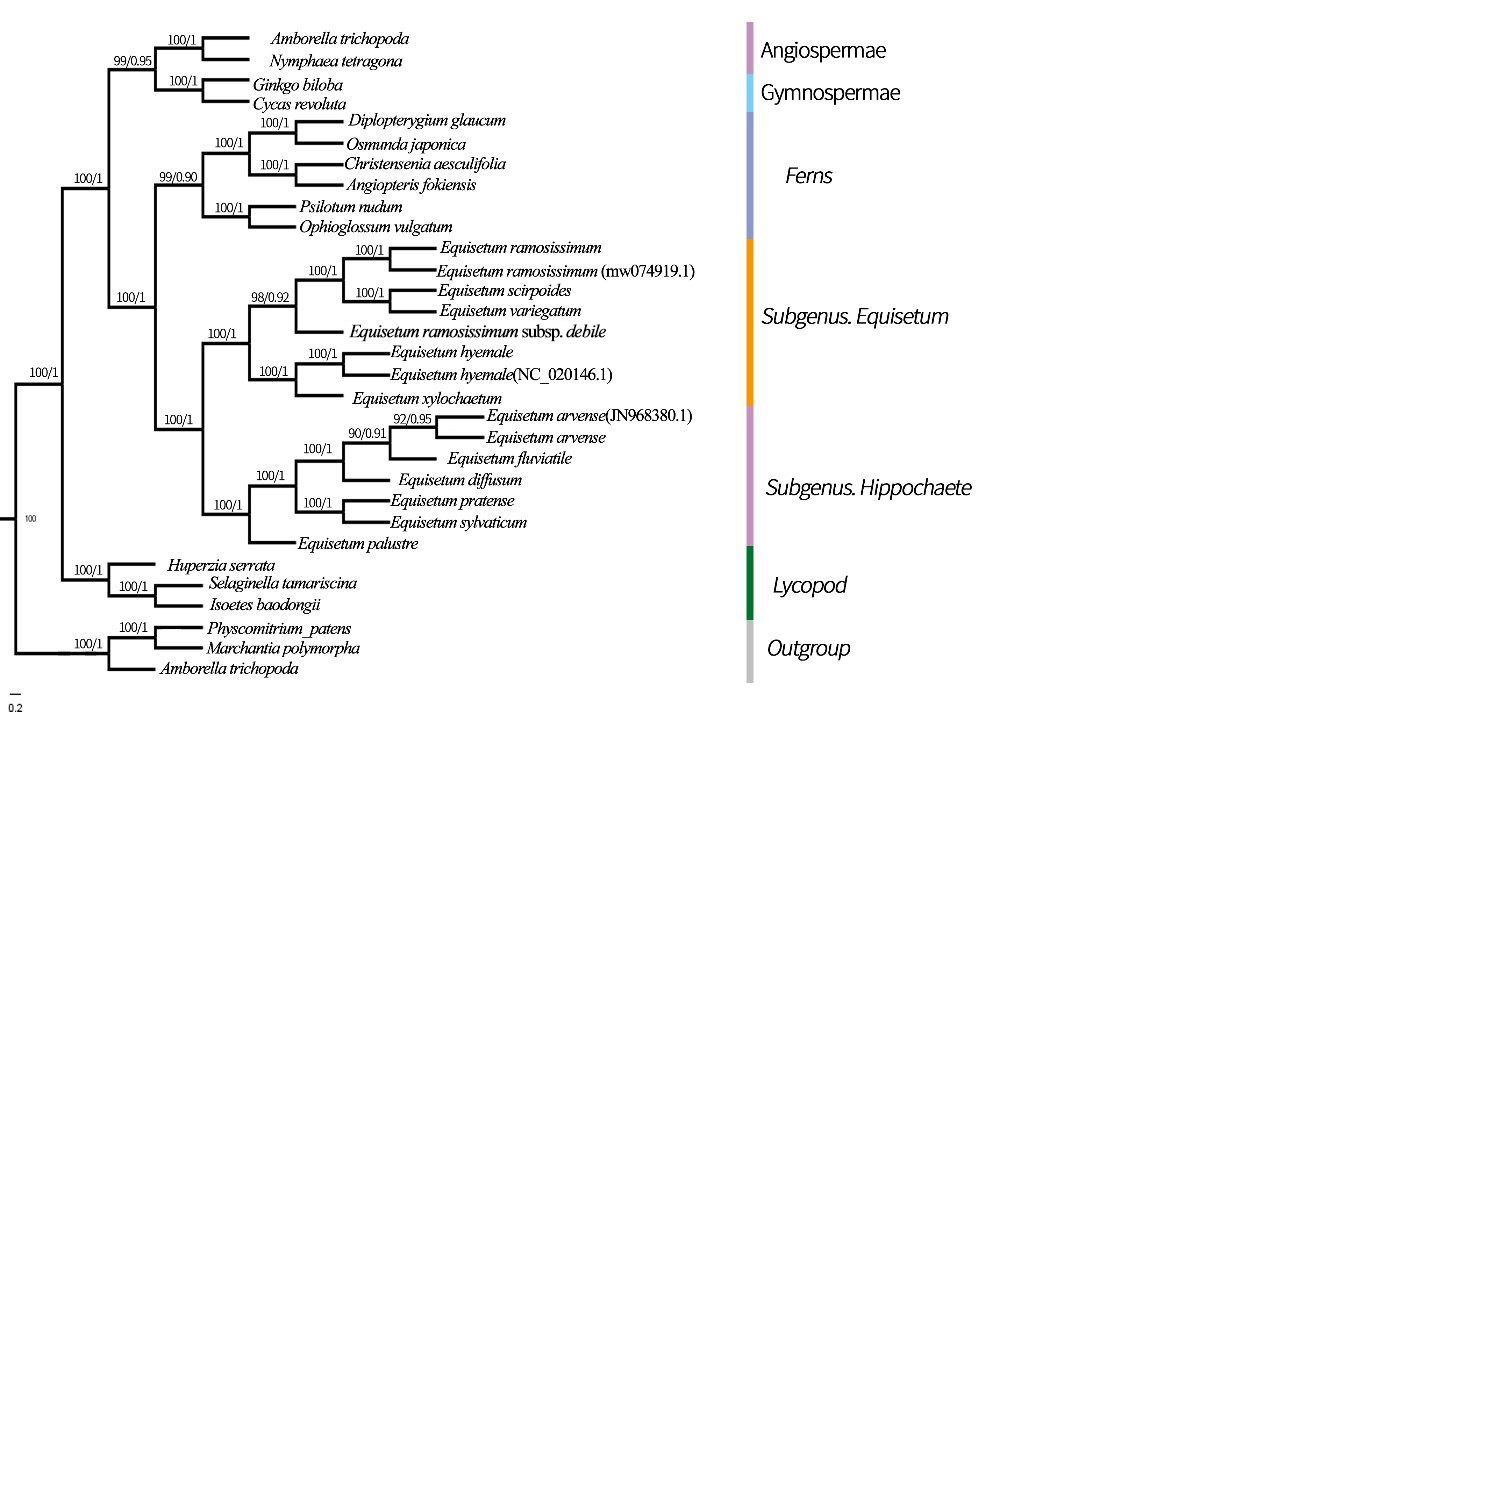 100/1 Amborella trichopoda
Nymphaea tetragona
99/0.95
100/1 Ginkgo biloba
Cycas revoluta
100/1 Diplopterygium glaucum
100/1 Osmunda japonica
100/1 Christensenia aesculifolia
100/1 99/0.90 Angiopteris fokiensis
100/1 Psilotum nudum
Ophioglossum vulgatum
100/1 Equisetum ramosissimum
100/1 Equisetum ramosissimum (mw074919.1)
100/1 98/0.92 100/1 Equisetum scirpoides
Equisetum variegatum
100/1 Equisetum ramosissimum subsp. debile
100/1 Equisetum hyemale
100/1 100/1 Equisetum hyemale(NC_020146.1)
Equisetum xylochaetum
100/1 92/0.95 Equisetum arvense(JN968380.1)
90/0.91 Equisetum arvense
100/1 Equisetum fluviatile
100/1 Equisetum diffusum
100/1 100/1 Equisetum pratense
100 Equisetum sylvaticum
Equisetum palustre
100/1 Huperzia serrata
100/1 Selaginella tamariscina
Isoetes baodongii
100/1 Physcomitrium_patens
100/1 Marchantia polymorpha
Amborella trichopoda
0.2
Angiospermae
Gymnospermae
Ferns
Subgenus. Equisetum
Subgenus. Hippochaete
Lycopod
Outgroup